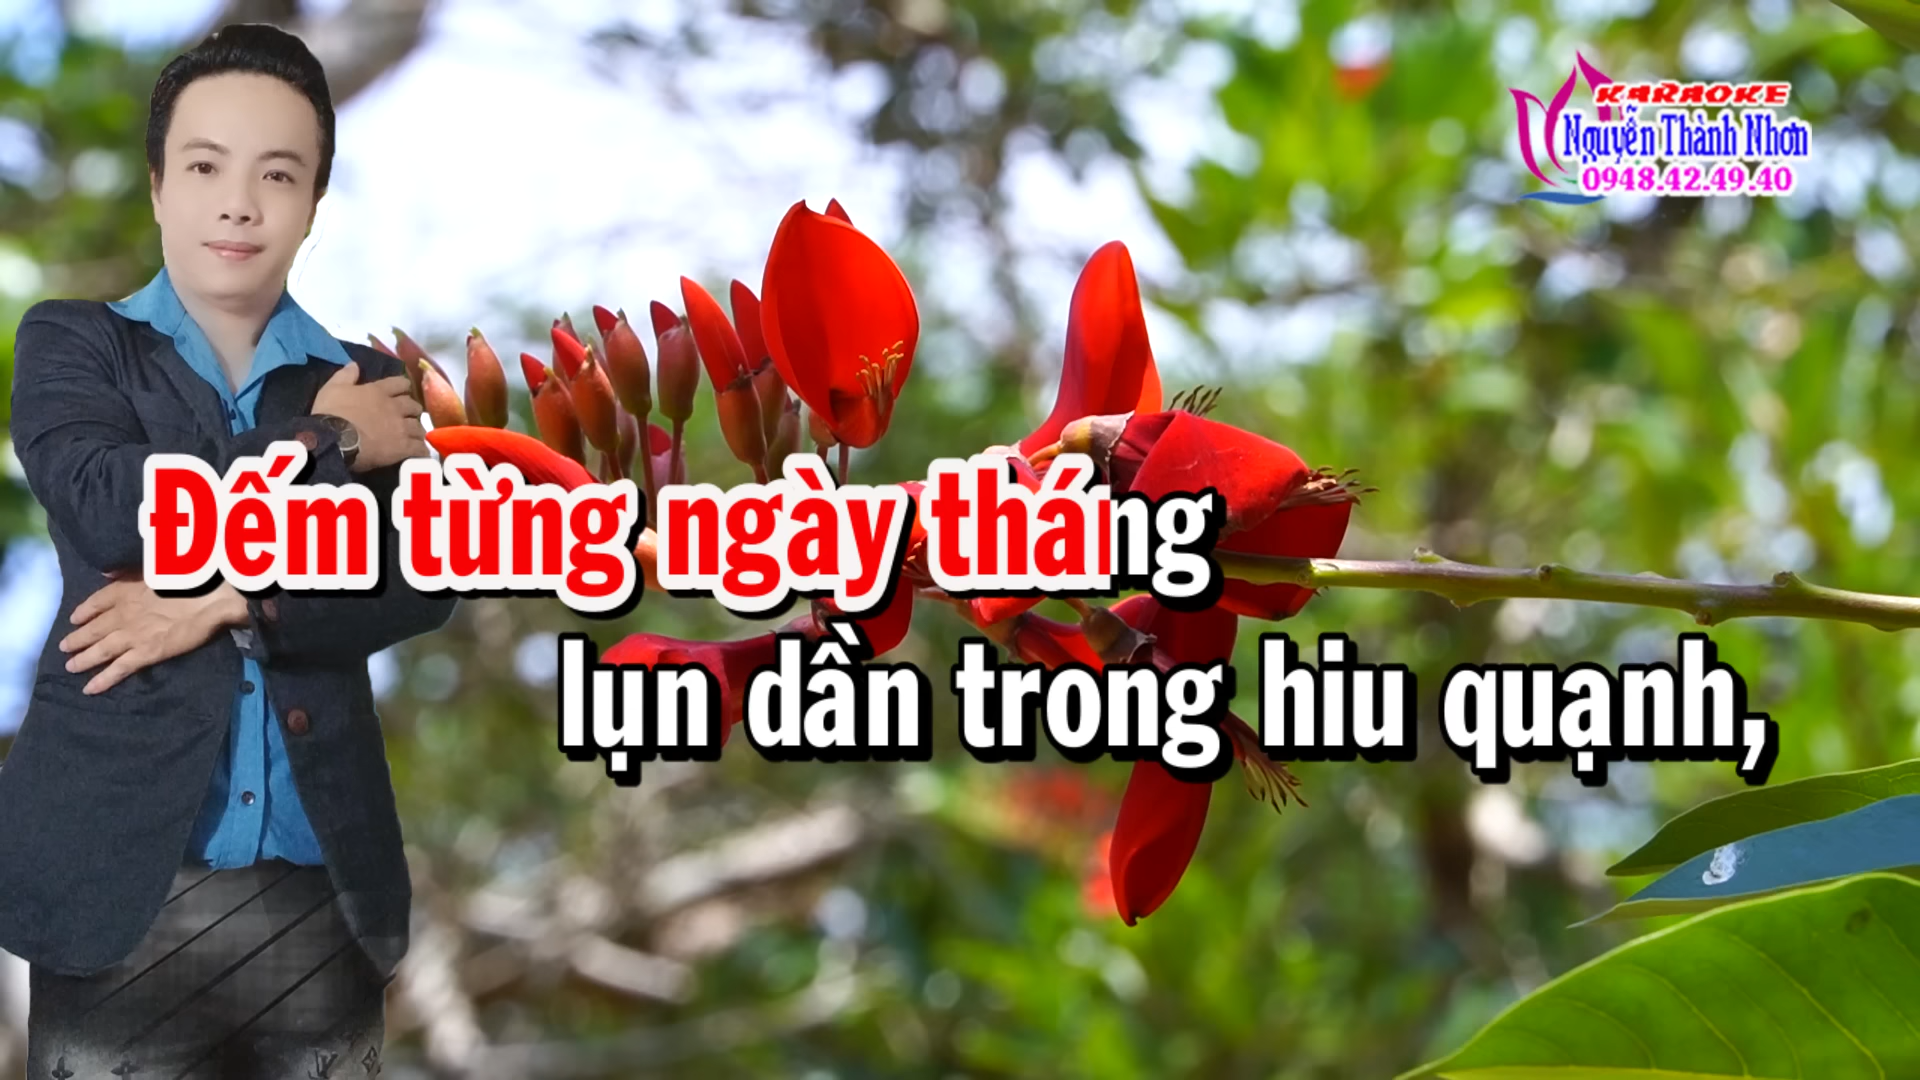 KARAOKE
Nguyễn Thành Nhơn
0948.42.49.40
Đếm từng ngày tháng
lụn dần trong hiu quạnh,